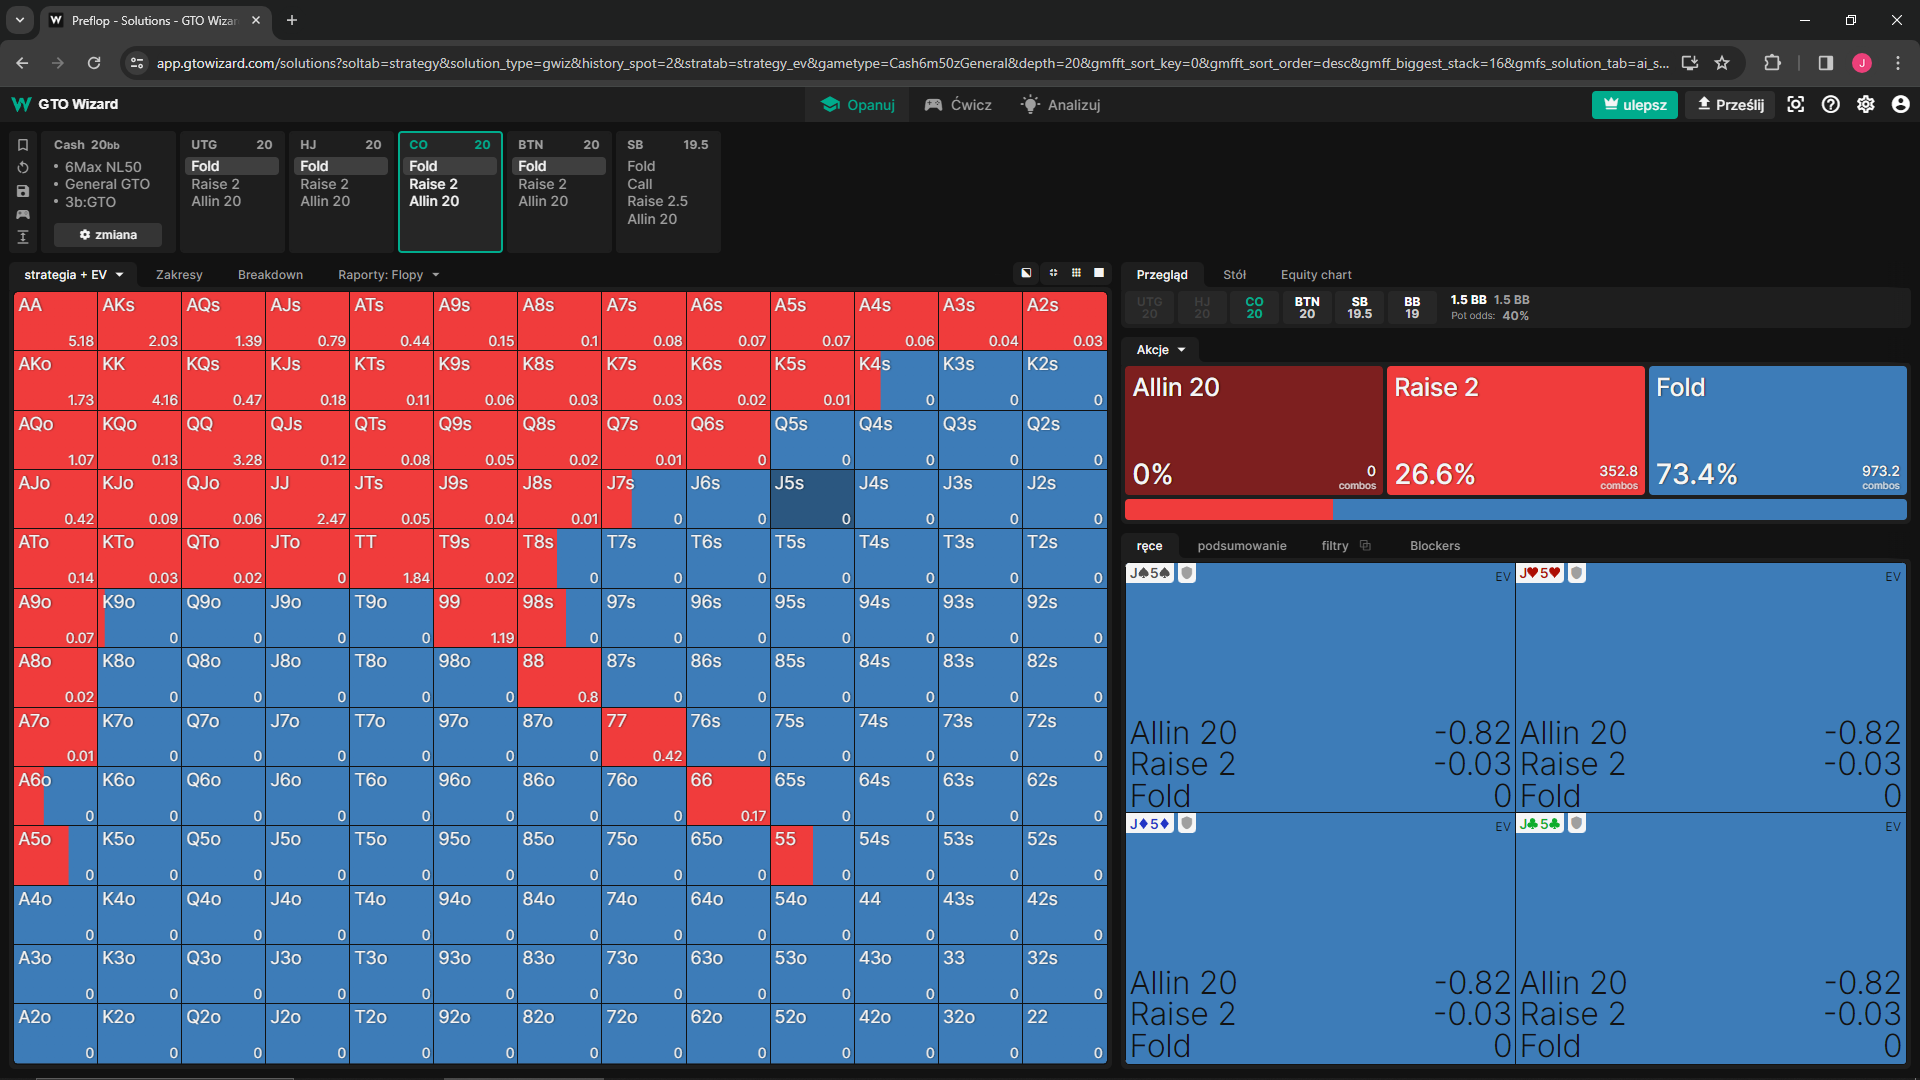 Preflop - Solutions - GTO Wizar
app.gtowizard.com/solutions?soltab=strategy&solution_type=gwiz&history_spot=2&stratab=strategy_ev&gametype=Cash6m50zGeneral&depth=20&gmfft_sort_key=0&gmfft_sort_order=desc&gmff_biggest_stack=16&gmfs_solution_tab=ai_s...
J
GTO Wizard
Opanuj
Ćwicz
Analizuj
ulepsz
Prześlij
Cash 20bb
• 6Max NL50
• General GTO
• 3b:GTO
zmiana
UTG 20
Fold
Raise 2
Allin 20
HJ 20
Fold
Raise 2
Allin 20
CO 20
Fold
Raise 2
Allin 20
BTN 20
Fold
Raise 2
Allin 20
SB 19.5
Fold
Call
Raise 2.5
Allin 20
strategia + EV
Zakresy
Breakdown
Raporty: Flopy
AA AKs AQs AJs ATs A9s A8s A7s A6s A5s A4s A3s A2s
5.18 2.03 1.39 0.79 0.44 0.15 0.1 0.08 0.07 0.07 0.06 0.04 0.03
AKo KK KQs KJs KTs K9s K8s K7s K6s K5s K4s K3s K2s
1.73 4.16 0.47 0.18 0.11 0.06 0.03 0.03 0.02 0.01 0 0 0
AQo KQo QQ QJs QTs Q9s Q8s Q7s Q6s Q5s Q4s Q3s Q2s
1.07 0.13 3.28 0.12 0.08 0.05 0.02 0.01 0 0 0 0 0
AJo KJo QJo JJ JTs J9s J8s J7s J6s J5s J4s J3s J2s
0.42 0.09 0.06 2.47 0.05 0.04 0.01 0 0 0 0 0 0
ATo KTo QTo JTo TT T9s T8s T7s T6s T5s T4s T3s T2s
0.14 0.03 0.02 0 1.84 0.02 0 0 0 0 0 0 0
A9o K9o Q9o J9o T9o 99 98s 97s 96s 95s 94s 93s 92s
0.07 0 0 0 0 1.19 0 0 0 0 0 0 0
A8o K8o Q8o J8o T8o 98o 88 87s 86s 85s 84s 83s 82s
0.02 0 0 0 0 0 0.8 0 0 0 0 0 0
A7o K7o Q7o J7o T7o 97o 87o 77 76s 75s 74s 73s 72s
0.01 0 0 0 0 0 0 0.42 0 0 0 0 0
A6o K6o Q6o J6o T6o 96o 86o 76o 66 65s 64s 63s 62s
0 0 0 0 0 0 0 0 0.17 0 0 0 0
A5o K5o Q5o J5o T5o 95o 85o 75o 65o 55 54s 53s 52s
0 0 0 0 0 0 0 0 0 0 0 0 0
A4o K4o Q4o J4o T4o 94o 84o 74o 64o 54o 44 43s 42s
0 0 0 0 0 0 0 0 0 0 0 0 0
A3o K3o Q3o J3o T3o 93o 83o 73o 63o 53o 43o 33 32s
0 0 0 0 0 0 0 0 0 0 0 0 0
A2o K2o Q2o J2o T2o 92o 82o 72o 62o 52o 42o 32o 22
0 0 0 0 0 0 0 0 0 0 0 0 0
Przegląd
Stół
Equity chart
UTG HJ CO BTN SB BB
20 20 20 20 19.5 19
1.5 BB 1.5 BB
Pot odds: 40%
Akcje
Allin 20
0%
0
combos
Raise 2
26.6%
352.8
combos
Fold
73.4%
973.2
combos
ręce
podsumowanie
filtry
Blockers
J♠5♠ EV
Allin 20 -0.82
Raise 2 -0.03
Fold 0
J♥5♥ EV
Allin 20 -0.82
Raise 2 -0.03
Fold 0
J♦5♦ EV
Allin 20 -0.82
Raise 2 -0.03
Fold 0
J♣5♣ EV
Allin 20 -0.82
Raise 2 -0.03
Fold 0